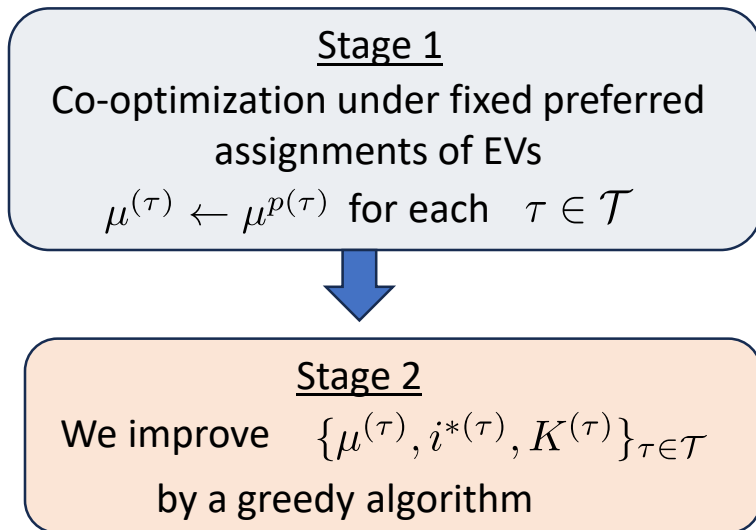 Stage 1
Co-optimization under fixed preferred
assignments of EVs
μ^{(τ)} ← μ^{p(τ)} for each τ ∈ 𝒯
Stage 2
We improve {μ^{(τ)}, i^{*(τ)}, K^{(τ)}}_{τ∈𝒯}
by a greedy algorithm